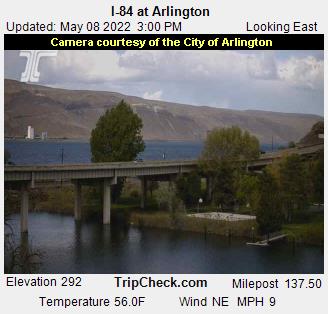 I-84 at Arlington
Updated: May 08 2022 3:00 PM Looking East
Camera courtesy of the City of Arlington
Elevation 292 TripCheck.com Milepost 137.50
Temperature 56.0F Wind NE MPH 9